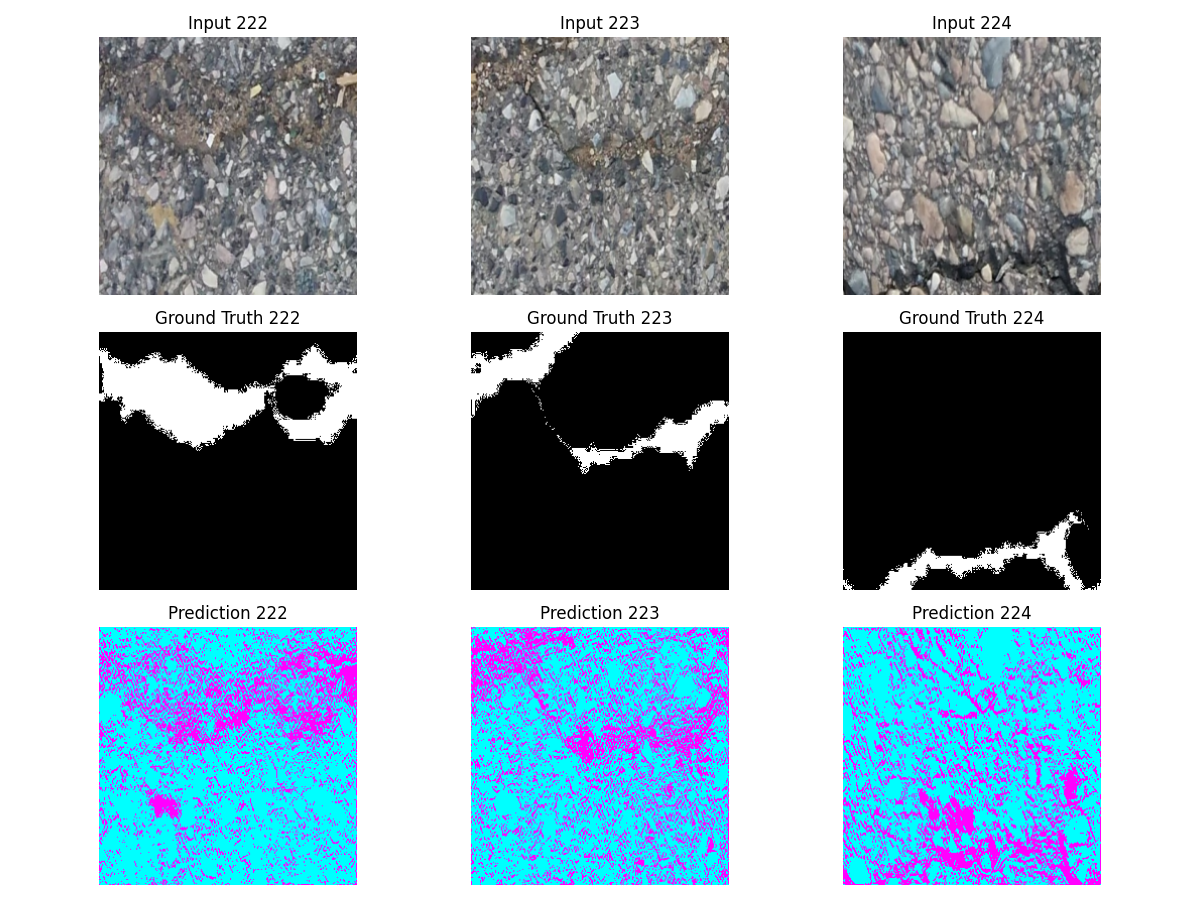 Input 222
Input 223
Input 224
Ground Truth 222
Ground Truth 223
Ground Truth 224
Prediction 222
Prediction 223
Prediction 224